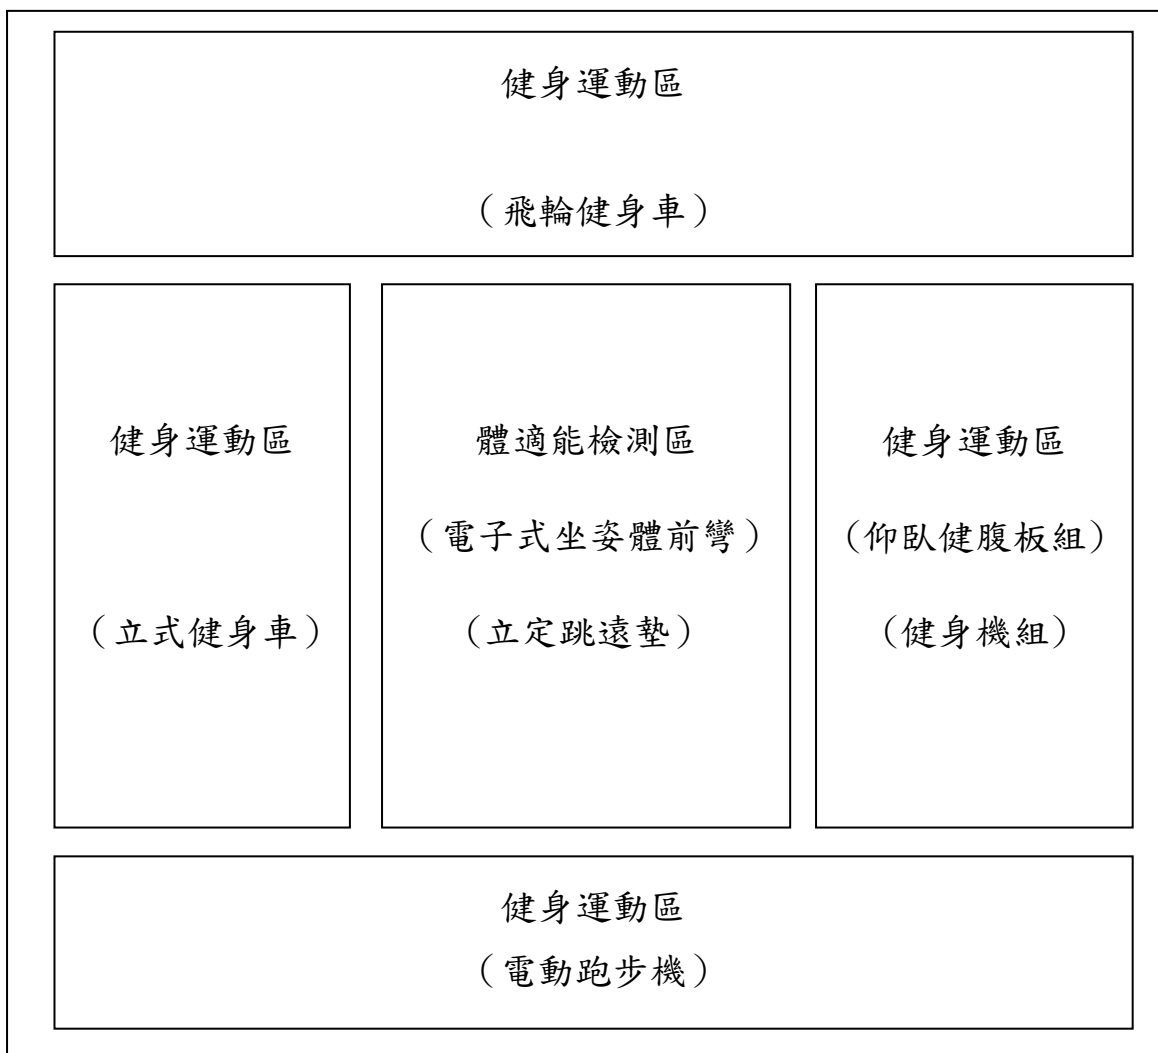 健身運動區
（飛輪健身車）
健身運動區
（立式健身車）
體適能檢測區
（電子式坐姿體前彎）
（立定跳遠墊）
健身運動區
（仰臥健腹板組）
（健身機組）
健身運動區
（電動跑步機）